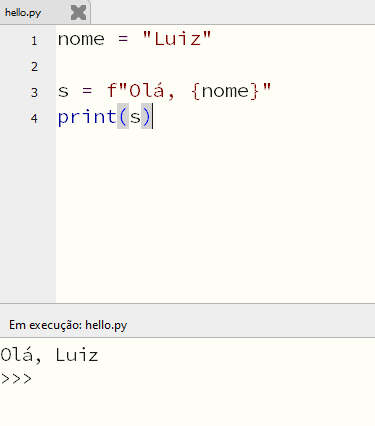 hello.py
1 nome = "Luiz"
2
3 s = f"Olá, {nome}"
4 print(s)
Em execução: hello.py
Olá, Luiz
>>>